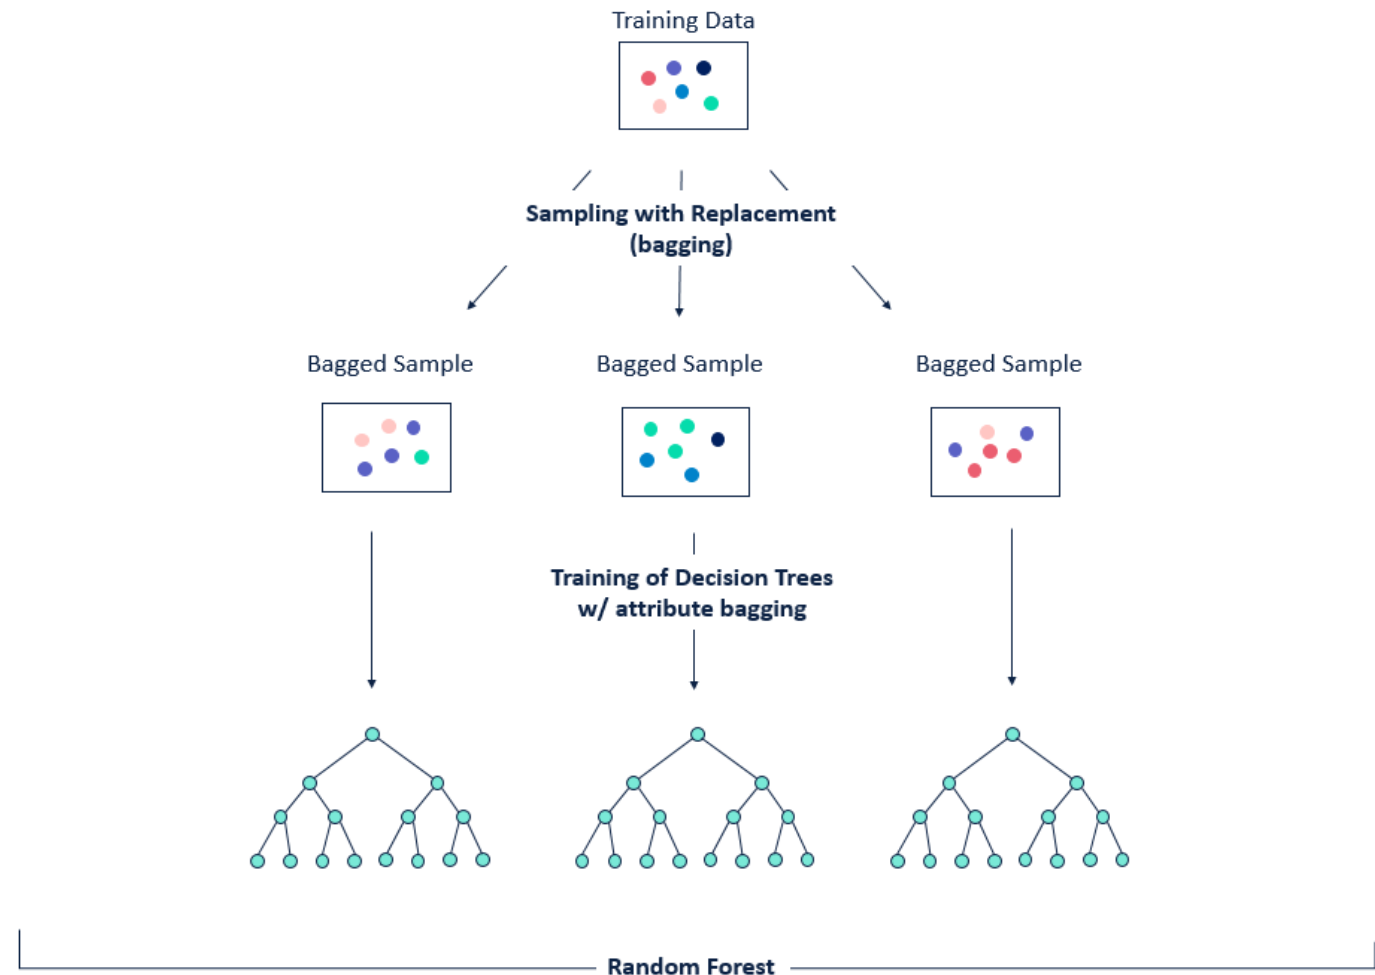 Training Data
Sampling with Replacement
(bagging)
Bagged Sample
Bagged Sample
Bagged Sample
Training of Decision Trees
w/ attribute bagging
Random Forest